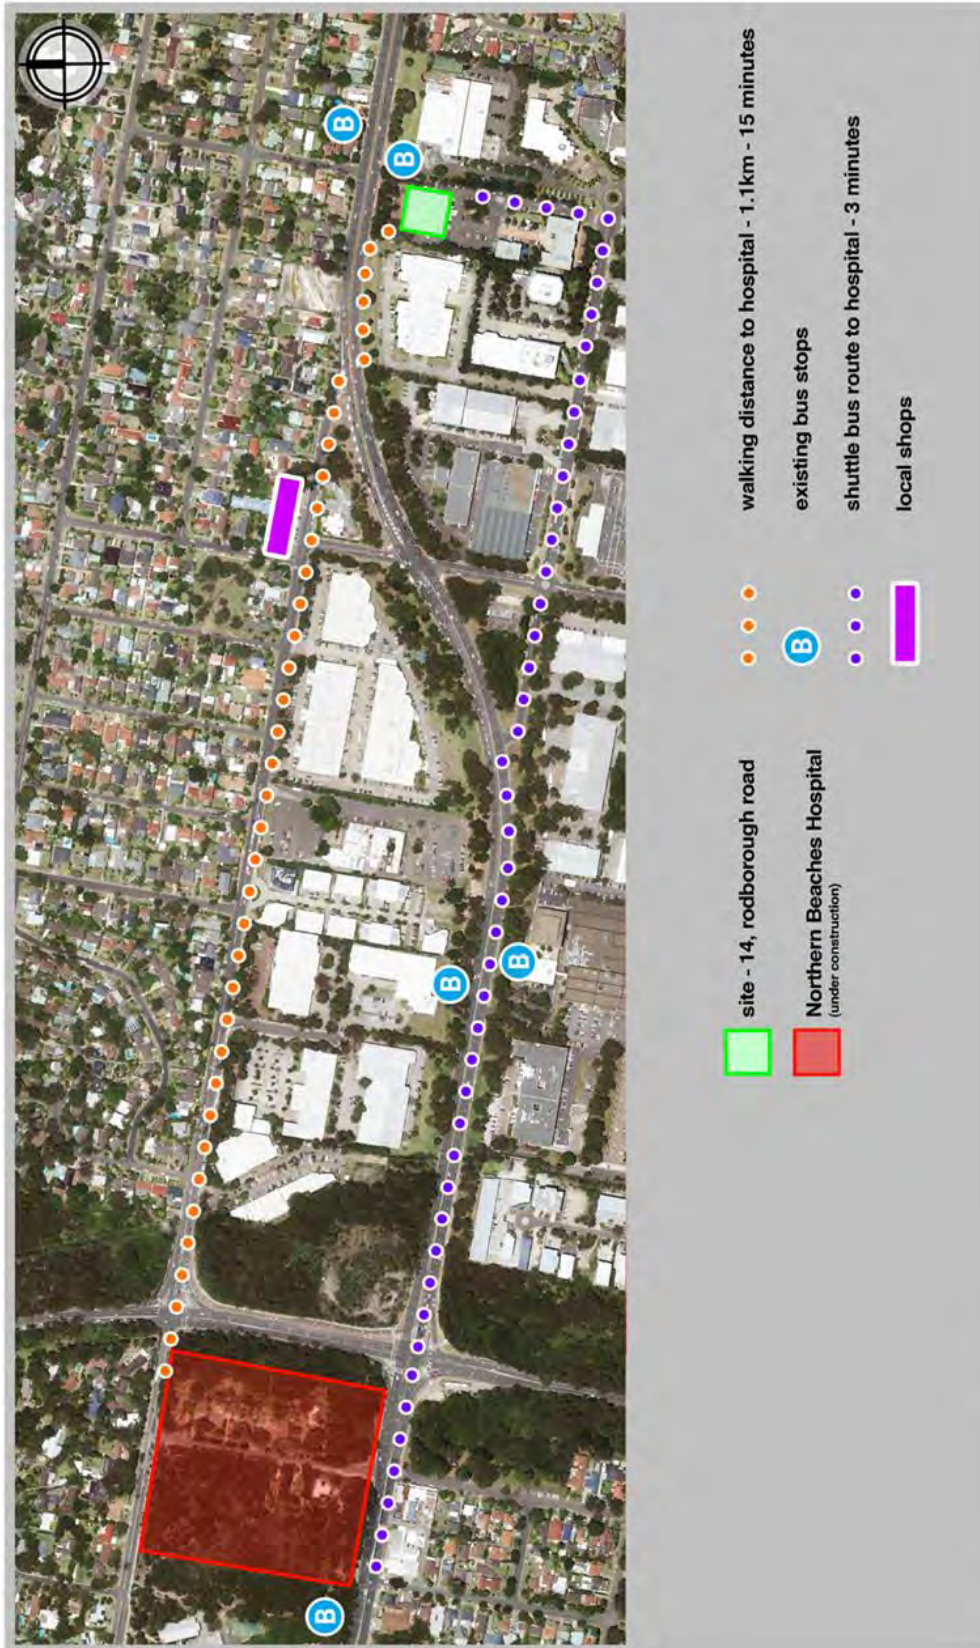 B
B
B
B
B
site - 14, rodborough road
Northern Beaches Hospital
(under construction)
walking distance to hospital - 1.1km - 15 minutes
B
existing bus stops
shuttle bus route to hospital - 3 minutes
local shops